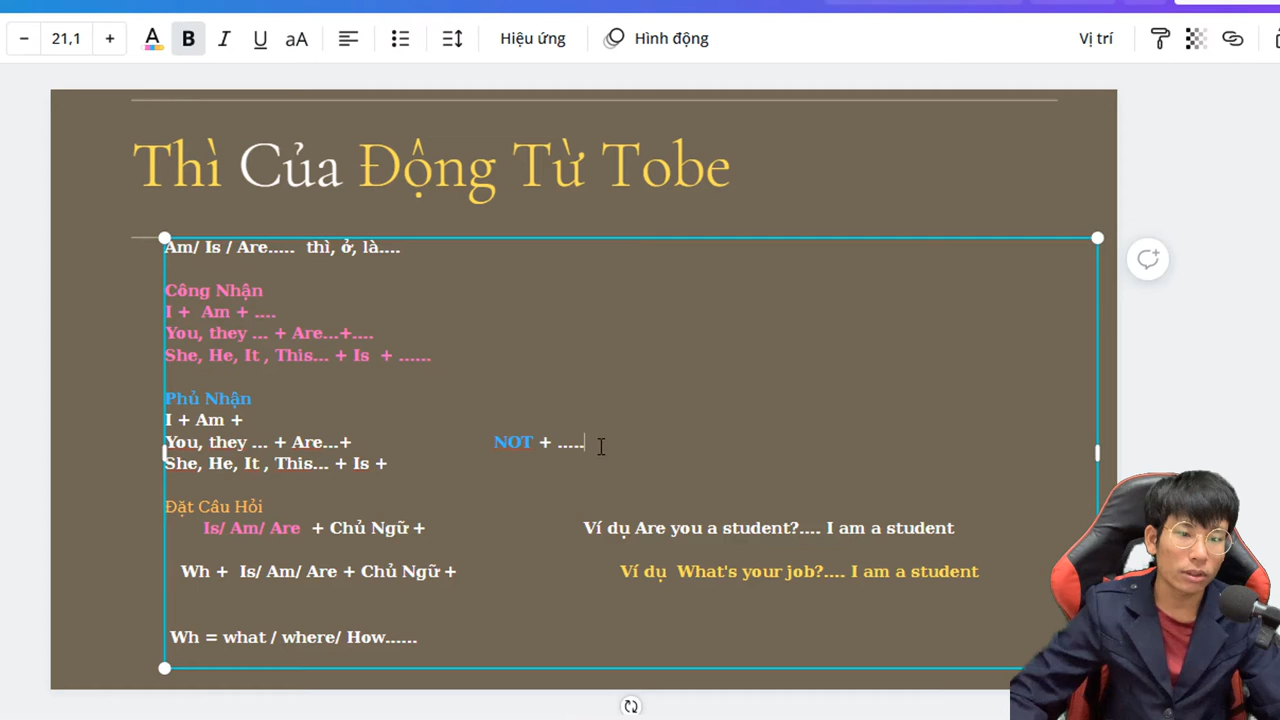 21,1
B I U aA Hiệu ứng Hình động Vị trí
Thì Của Động Từ Tobe
Am/ Is / Are..... thì, ở, là....
Công Nhận
I + Am + ....
You, they ... + Are...+....
She, He, It , This... + Is + ......
Phủ Nhận
I + Am +
You, they ... + Are...+ NOT + .....
She, He, It , This... + Is +
Đặt Câu Hỏi
Is/ Am/ Are + Chủ Ngữ + Ví dụ Are you a student?.... I am a student
Wh + Is/ Am/ Are + Chủ Ngữ + Ví dụ What's your job?.... I am a student
Wh = what / where/ How......